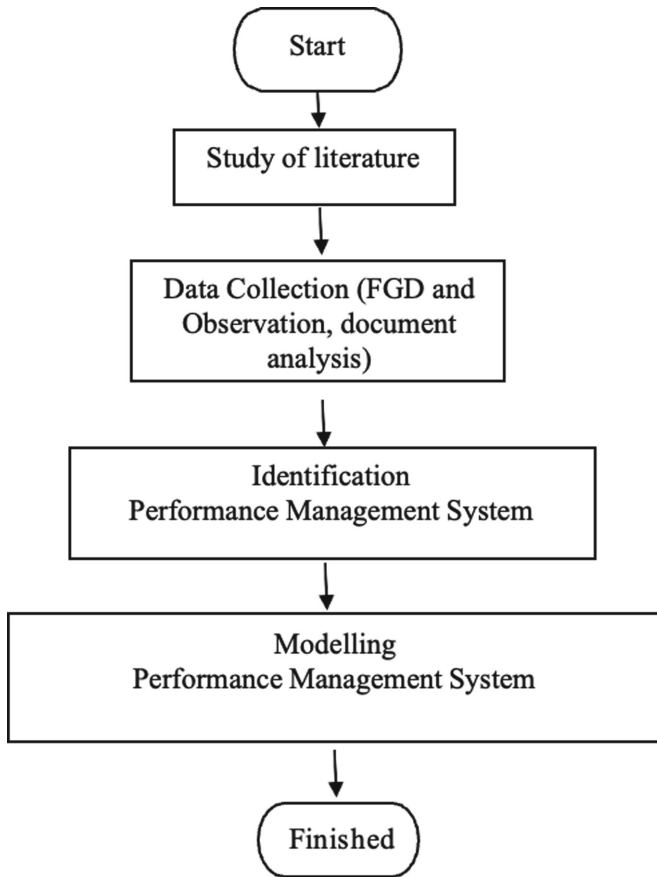 Start
Study of literature
Data Collection (FGD and
Observation, document
analysis)
Identification
Performance Management System
Modelling
Performance Management System
Finished